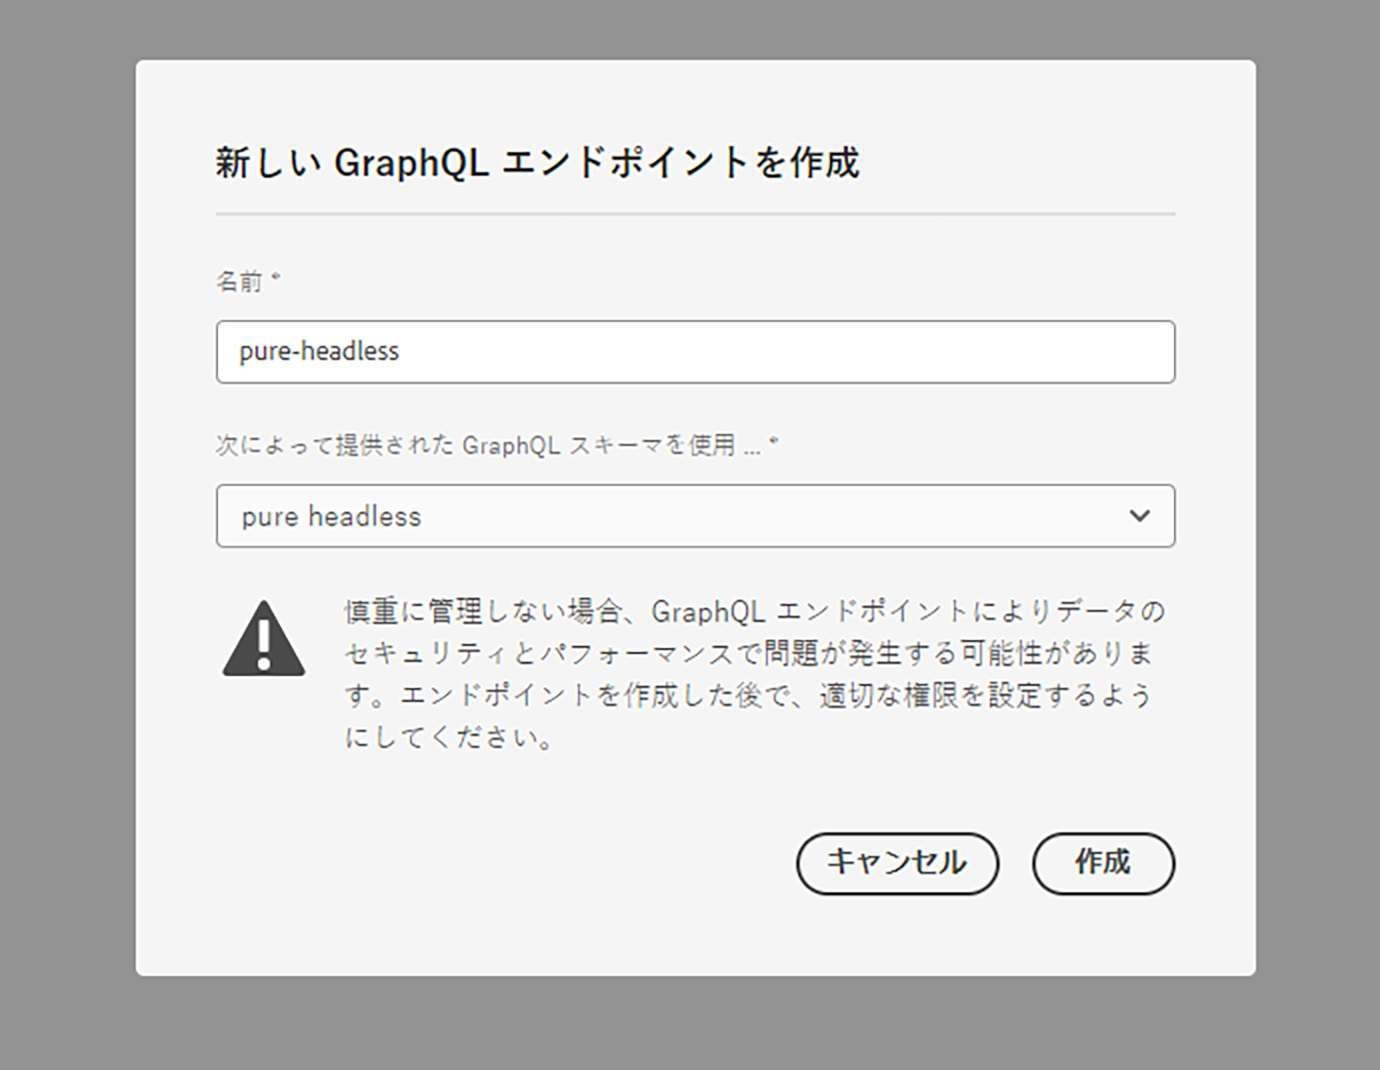 新しい GraphQL エンドポイントを作成
名前 *
pure-headless
次によって提供された GraphQL スキーマを使用 ... *
pure headless
慎重に管理しない場合、GraphQL エンドポイントによりデータの
セキュリティとパフォーマンスで問題が発生する可能性がありま
す。エンドポイントを作成した後で、適切な権限を設定するよう
にしてください。
キャンセル
作成